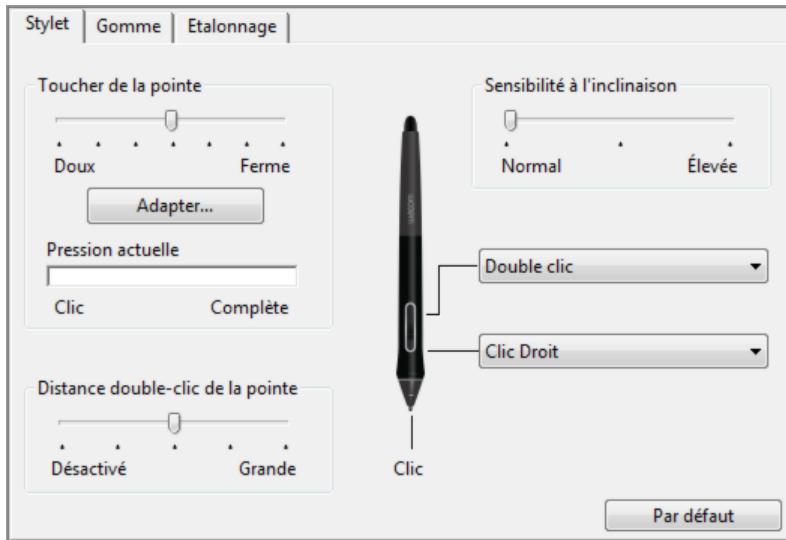 Stylet
Gomme
Etalonnage
Toucher de la pointe
Doux
Ferme
Adapter...
Pression actuelle
Clic
Complète
Distance double-clic de la pointe
Désactivé
Grande
wacom
Clic
Sensibilité à l'inclinaison
Normal
Élevée
Double clic
Clic Droit
Par défaut